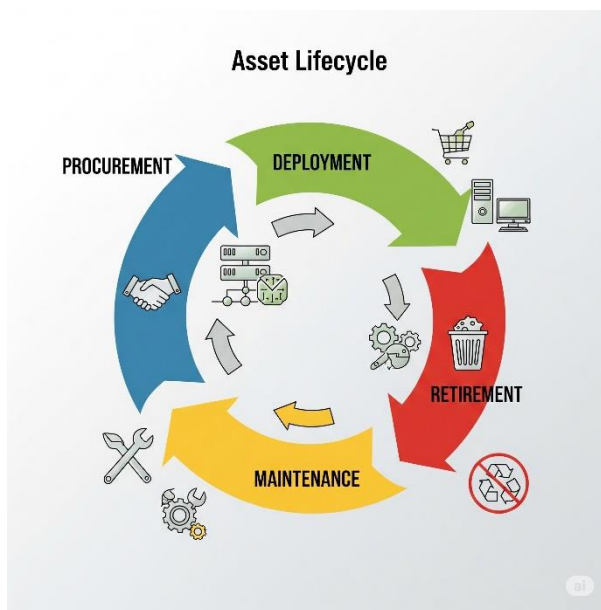 Asset Lifecycle
PROCUREMENT
DEPLOYMENT
RETIREMENT
MAINTENANCE
ai